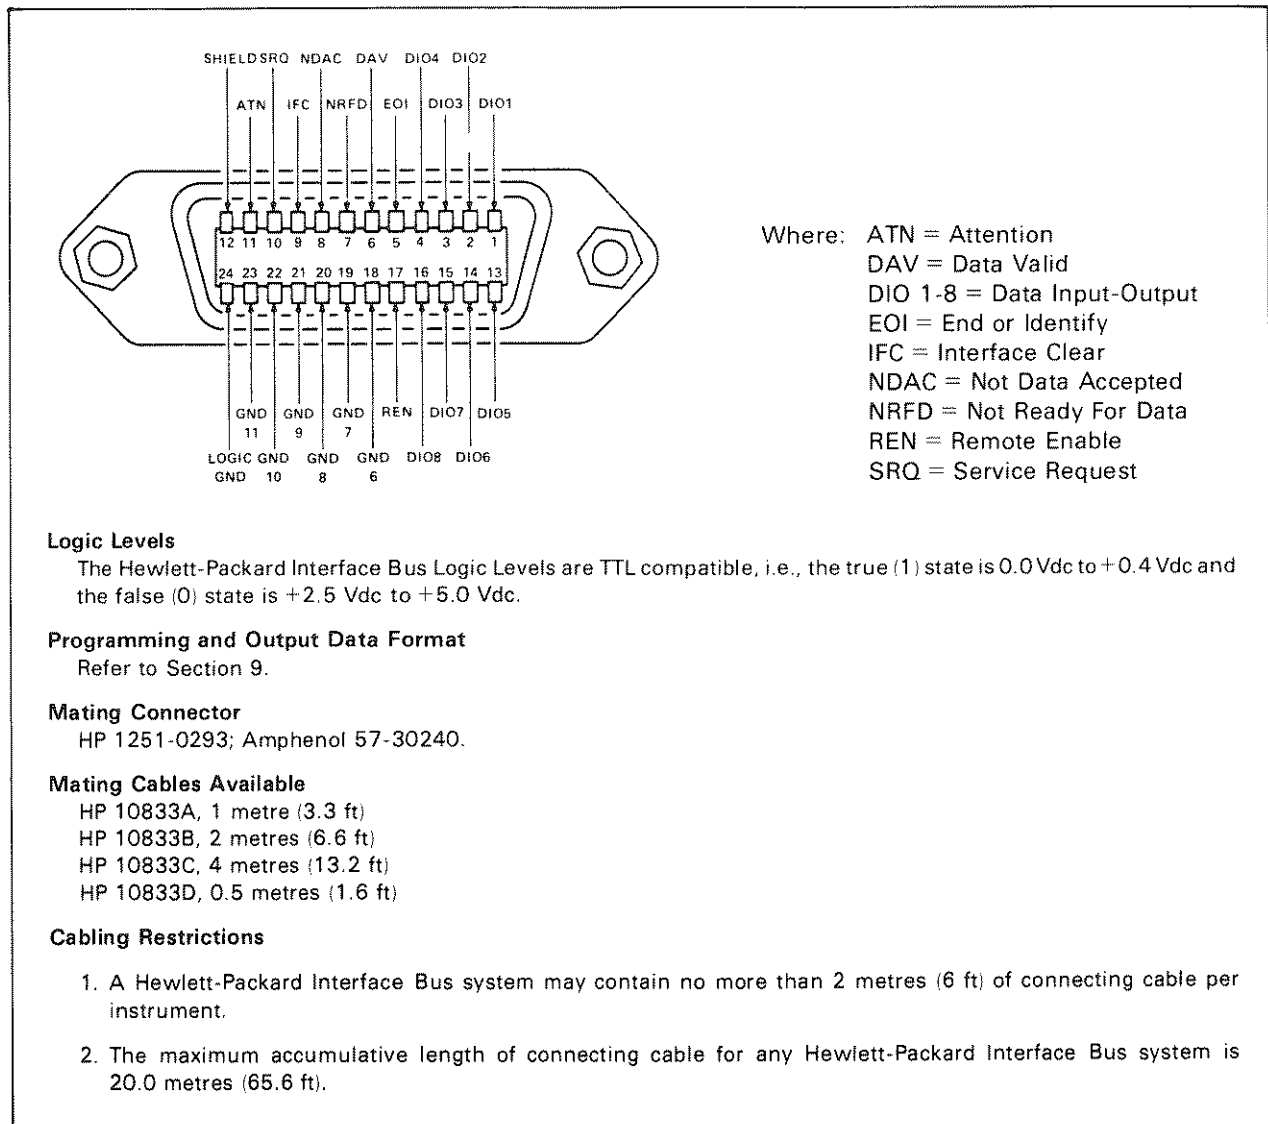 SHIELD SRQ NDAC DAV DIO4 DIO2
ATN IFC NRFD EOI DIO3 DIO1
12 11 10 9 8 7 6 5 4 3 2 1
24 23 22 21 20 19 18 17 16 15 14 13
GND GND GND REN DIO7 DIO5
11 9 7
LOGIC GND GND GND DIO8 DIO6
GND 10 8 6
Where: ATN = Attention
DAV = Data Valid
DIO 1-8 = Data Input-Output
EOI = End or Identify
IFC = Interface Clear
NDAC = Not Data Accepted
NRFD = Not Ready For Data
REN = Remote Enable
SRQ = Service Request
Logic Levels
The Hewlett-Packard Interface Bus Logic Levels are TTL compatible, i.e., the true (1) state is 0.0 Vdc to +0.4 Vdc and
the false (0) state is +2.5 Vdc to +5.0 Vdc.
Programming and Output Data Format
Refer to Section 9.
Mating Connector
HP 1251-0293; Amphenol 57-30240.
Mating Cables Available
HP 10833A, 1 metre (3.3 ft)
HP 10833B, 2 metres (6.6 ft)
HP 10833C, 4 metres (13.2 ft)
HP 10833D, 0.5 metres (1.6 ft)
Cabling Restrictions
1. A Hewlett-Packard Interface Bus system may contain no more than 2 metres (6 ft) of connecting cable per
instrument.
2. The maximum accumulative length of connecting cable for any Hewlett-Packard Interface Bus system is
20.0 metres (65.6 ft).